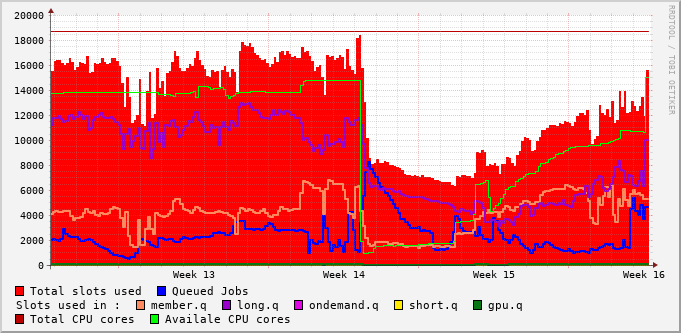 20000
18000
16000
14000
12000
10000
8000
6000
4000
2000
0
Week 13 Week 14 Week 15 Week 16
Total slots used Queued Jobs
Slots used in : member.q long.q ondemand.q short.q gpu.q
Total CPU cores Availale CPU cores
RRDTOOL / TOBI OETIKER